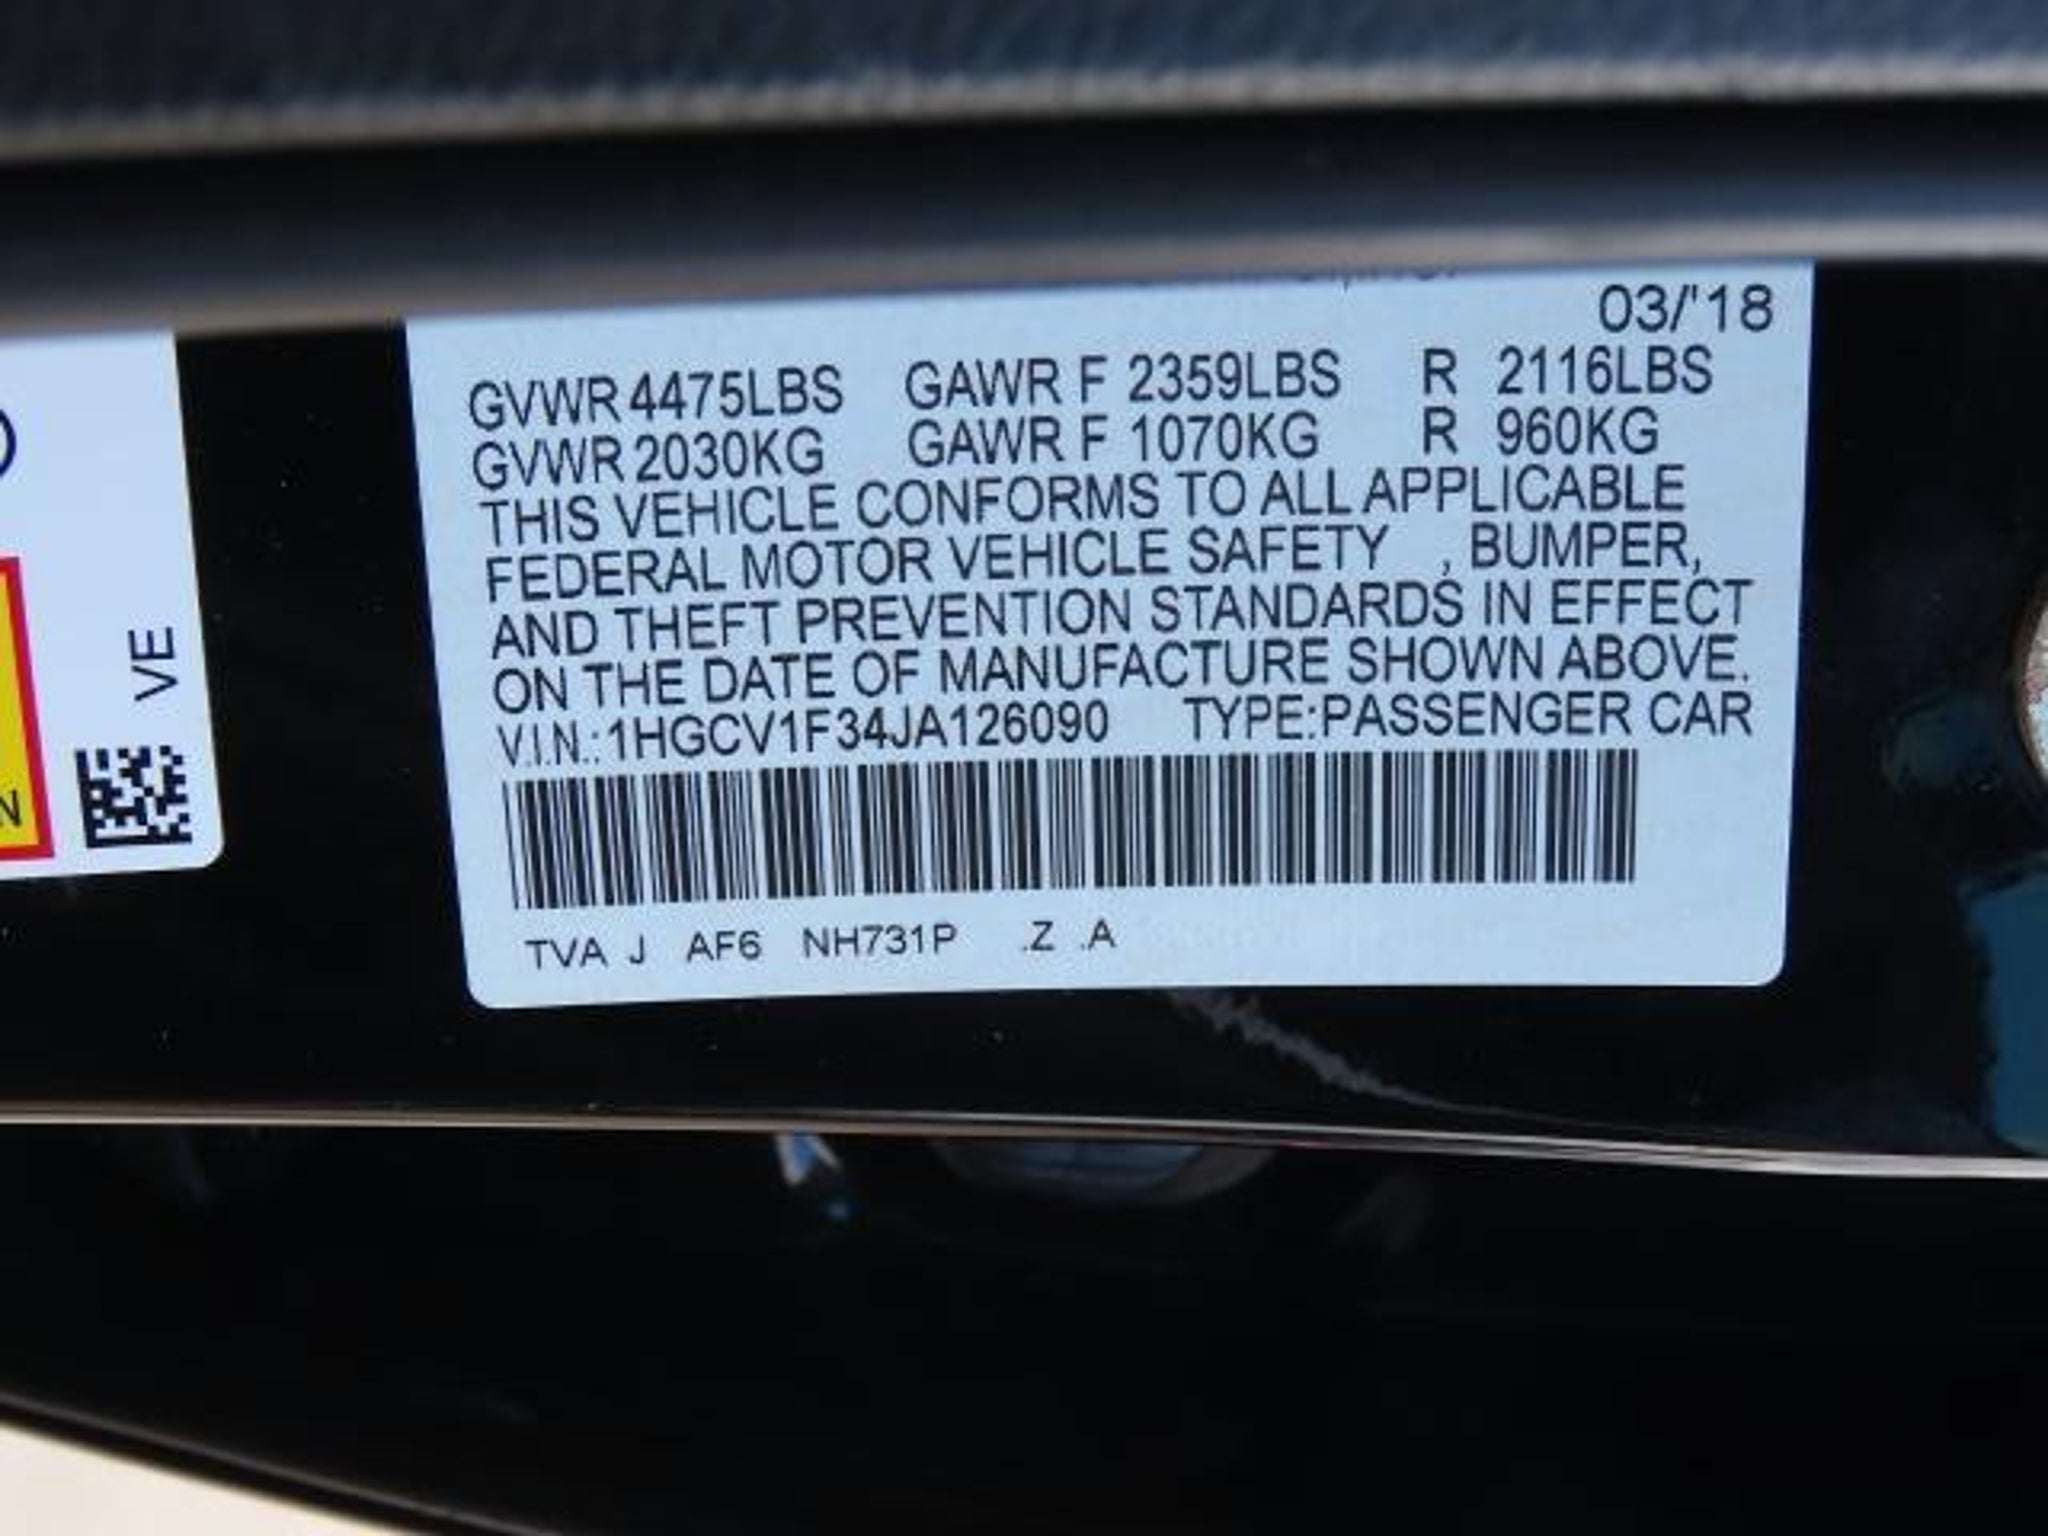 03/'18
GVWR 4475LBS GAWR F 2359LBS R 2116LBS
GVWR 2030KG GAWR F 1070KG R 960KG
THIS VEHICLE CONFORMS TO ALL APPLICABLE
FEDERAL MOTOR VEHICLE SAFETY , BUMPER,
AND THEFT PREVENTION STANDARDS IN EFFECT
ON THE DATE OF MANUFACTURE SHOWN ABOVE.
V.I.N.: 1HGCV1F34JA126090 TYPE:PASSENGER CAR
TVA J AF6 NH731P .Z .A
VE